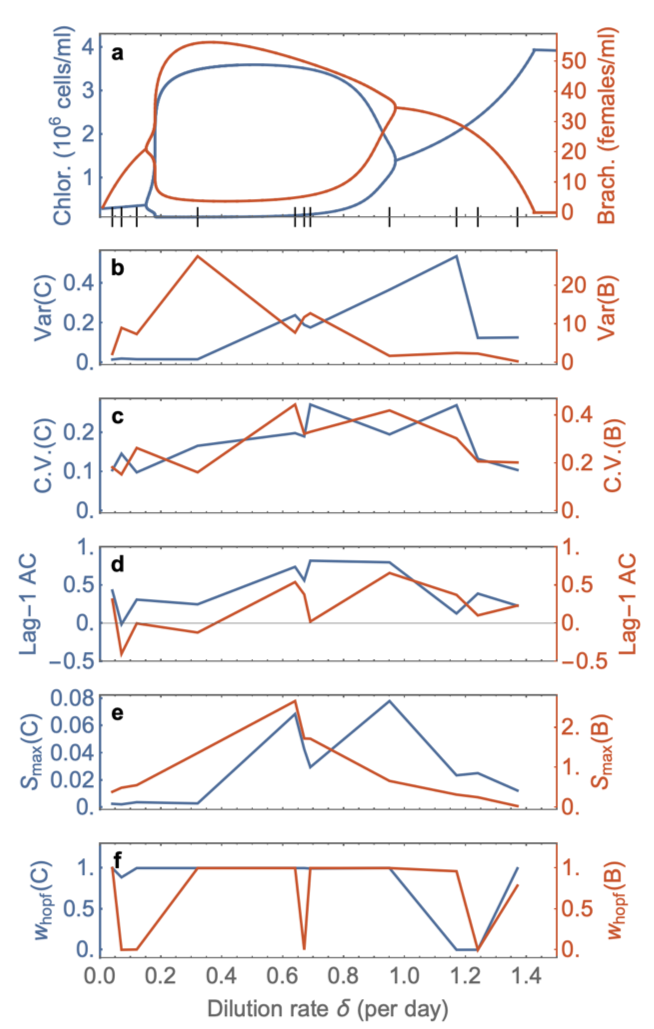 a
Chlor. (10⁶ cells/ml)
4
3
2
1
Brach. (females/ml)
50
40
30
20
10
0
b
Var(C)
0.4
0.2
0.
Var(B)
20
10
0
c
C.V.(C)
0.2
0.1
0.
C.V.(B)
0.4
0.2
0.
d
Lag−1 AC
1.
0.5
0.
−0.5
Lag−1 AC
1.
0.5
0.
−0.5
e
Smax(C)
0.08
0.06
0.04
0.02
0.
Smax(B)
2.
1.
0.
f
whopf(C)
1.
0.5
0.
whopf(B)
1.
0.5
0.
0.0 0.2 0.4 0.6 0.8 1.0 1.2 1.4
Dilution rate δ (per day)